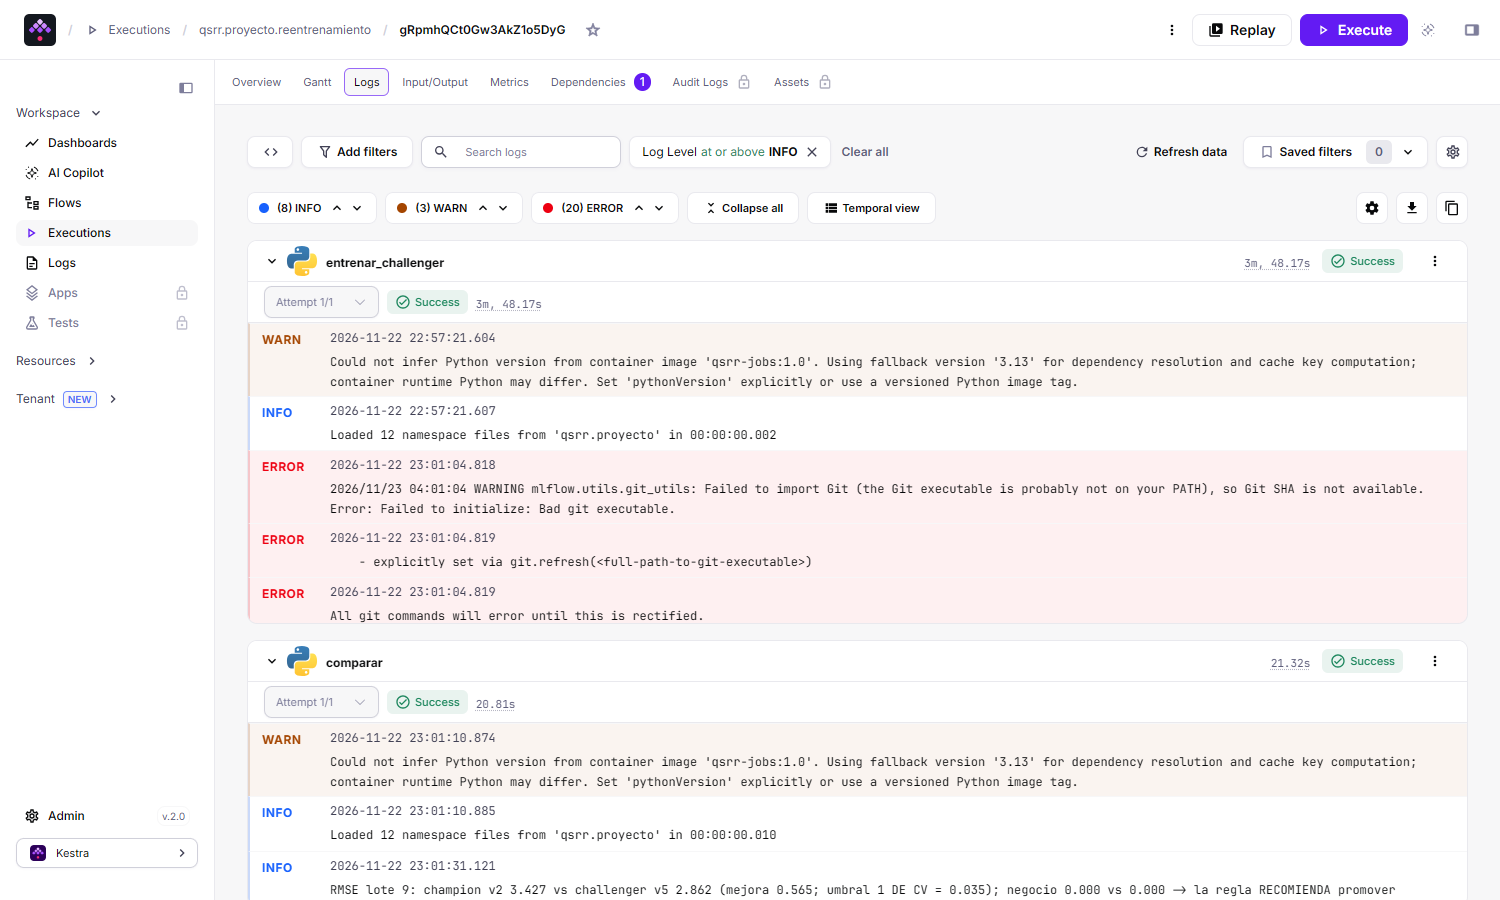 / Executions / qsrr.proyecto.reentrenamiento / gRpmhQCt0Gw3AkZ1o5DyG
Replay
Execute
Workspace
Dashboards
AI Copilot
Flows
Executions
Logs
Apps
Tests
Resources
Tenant NEW
Admin v.2.0
Kestra
Overview Gantt Logs Input/Output Metrics Dependencies 1 Audit Logs Assets
Add filters Search logs Log Level at or above INFO Clear all Refresh data Saved filters 0
(8) INFO (3) WARN (20) ERROR Collapse all Temporal view
entrenar_challenger 3m, 48.17s Success
Attempt 1/1 Success 3m, 48.17s
WARN 2026-11-22 22:57:21.604
Could not infer Python version from container image 'qsrr-jobs:1.0'. Using fallback version '3.13' for dependency resolution and cache key computation;
container runtime Python may differ. Set 'pythonVersion' explicitly or use a versioned Python image tag.
INFO 2026-11-22 22:57:21.607
Loaded 12 namespace files from 'qsrr.proyecto' in 00:00:00.002
ERROR 2026-11-22 23:01:04.818
2026/11/23 04:01:04 WARNING mlflow.utils.git_utils: Failed to import Git (the Git executable is probably not on your PATH), so Git SHA is not available.
Error: Failed to initialize: Bad git executable.
ERROR 2026-11-22 23:01:04.819
- explicitly set via git.refresh(<full-path-to-git-executable>)
ERROR 2026-11-22 23:01:04.819
All git commands will error until this is rectified.
comparar 21.32s Success
Attempt 1/1 Success 20.81s
WARN 2026-11-22 23:01:10.874
Could not infer Python version from container image 'qsrr-jobs:1.0'. Using fallback version '3.13' for dependency resolution and cache key computation;
container runtime Python may differ. Set 'pythonVersion' explicitly or use a versioned Python image tag.
INFO 2026-11-22 23:01:10.885
Loaded 12 namespace files from 'qsrr.proyecto' in 00:00:00.010
INFO 2026-11-22 23:01:31.121
RMSE lote 9: champion v2 3.427 vs challenger v5 2.862 (mejora 0.565; umbral 1 DE CV = 0.035); negocio 0.000 vs 0.000 → la regla RECOMIENDA promover